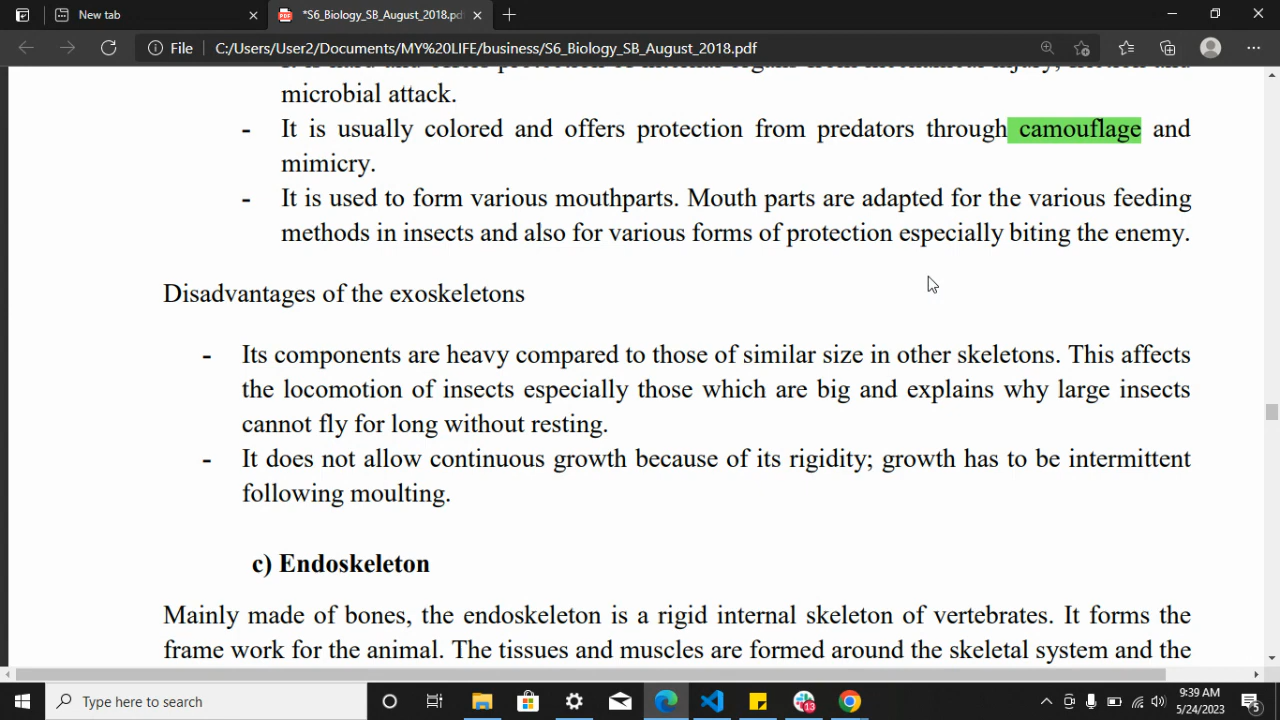 New tab
*S6_Biology_SB_August_2018.pd
File C:/Users/User2/Documents/MY%20LIFE/business/S6_Biology_SB_August_2018.pdf
microbial attack.
- It is usually colored and offers protection from predators through camouflage and
mimicry.
- It is used to form various mouthparts. Mouth parts are adapted for the various feeding
methods in insects and also for various forms of protection especially biting the enemy.
Disadvantages of the exoskeletons
- Its components are heavy compared to those of similar size in other skeletons. This affects
the locomotion of insects especially those which are big and explains why large insects
cannot fly for long without resting.
- It does not allow continuous growth because of its rigidity; growth has to be intermittent
following moulting.
c) Endoskeleton
Mainly made of bones, the endoskeleton is a rigid internal skeleton of vertebrates. It forms the
frame work for the animal. The tissues and muscles are formed around the skeletal system and the
Type here to search
13
9:39 AM
5/24/2023
5